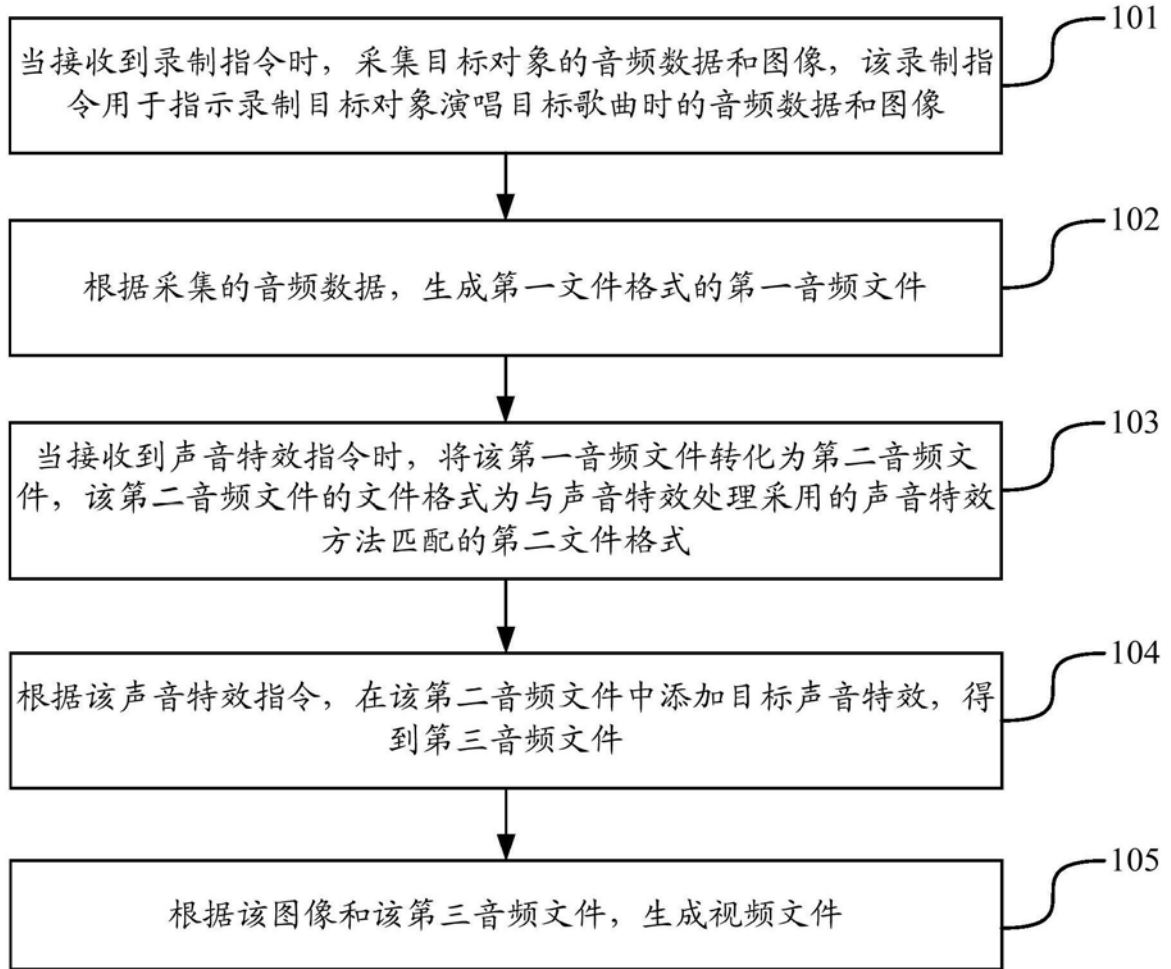 101
当接收到录制指令时，采集目标对象的音频数据和图像，该录制指
令用于指示录制目标对象演唱目标歌曲时的音频数据和图像
102
根据采集的音频数据，生成第一文件格式的第一音频文件
103
当接收到声音特效指令时，将该第一音频文件转化为第二音频文
件，该第二音频文件的文件格式为与声音特效处理采用的声音特效
方法匹配的第二文件格式
104
根据该声音特效指令，在该第二音频文件中添加目标声音特效，得
到第三音频文件
105
根据该图像和该第三音频文件，生成视频文件